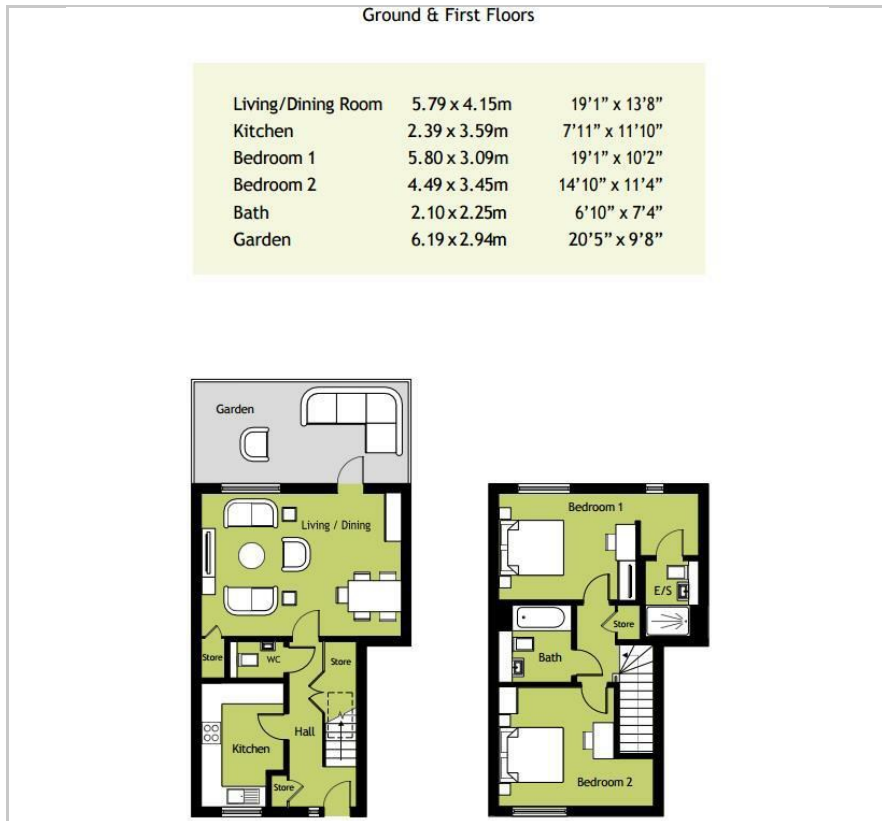 Ground & First Floors
Living/Dining Room 5.79 x 4.15m 19’1” x 13’8”
Kitchen 2.39 x 3.59m 7’11” x 11’10”
Bedroom 1 5.80 x 3.09m 19’1” x 10’2”
Bedroom 2 4.49 x 3.45m 14’10” x 11’4”
Bath 2.10 x 2.25m 6’10” x 7’4”
Garden 6.19 x 2.94m 20’5” x 9’8”
Garden
Living / Dining
Store
WC
Store
Hall
Kitchen
Store
Bedroom 1
E/S
Store
Bath
Bedroom 2